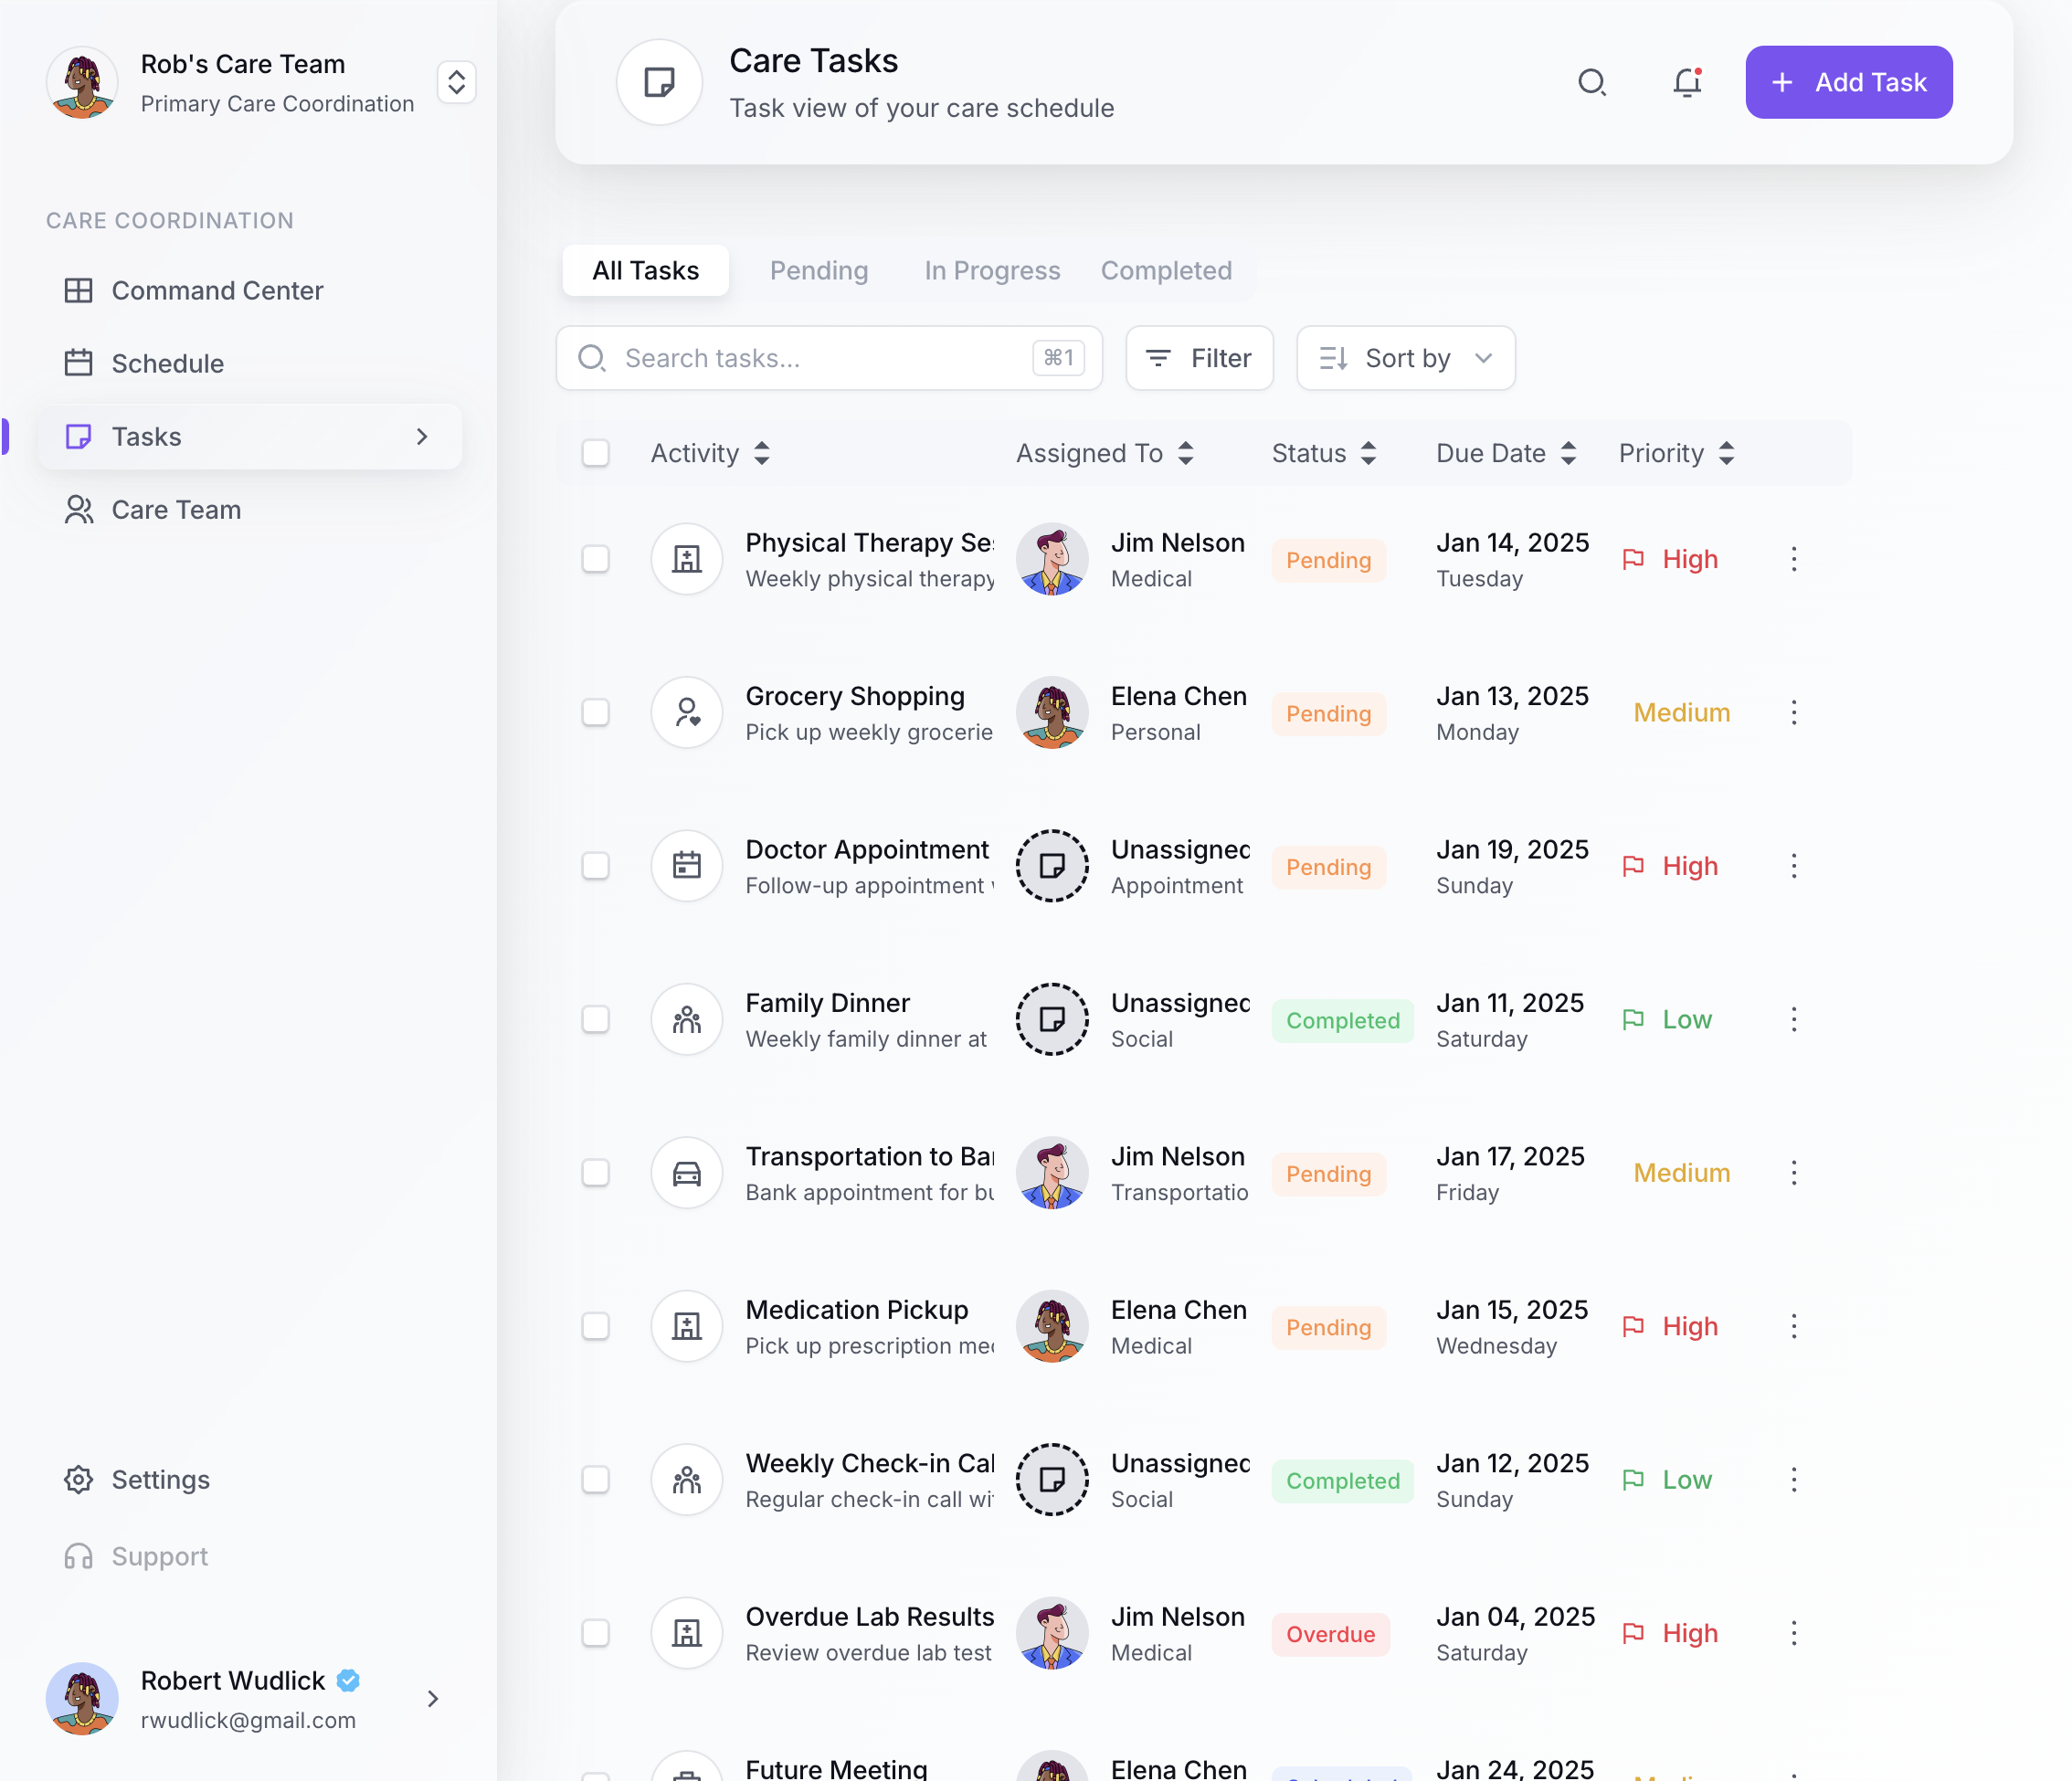 Rob's Care Team
Primary Care Coordination
CARE COORDINATION
Command Center
Schedule
Tasks
Care Team
Settings
Support
Robert Wudlick
rwudlick@gmail.com
Care Tasks
Task view of your care schedule
+ Add Task
All Tasks Pending In Progress Completed
Search tasks... ⌘1 Filter Sort by
Activity Assigned To Status Due Date Priority
Physical Therapy Ses Jim Nelson Pending Jan 14, 2025 High
Weekly physical therapy Medical Tuesday
Grocery Shopping Elena Chen Pending Jan 13, 2025 Medium
Pick up weekly grocerie Personal Monday
Doctor Appointment Unassigned Pending Jan 19, 2025 High
Follow-up appointment Appointment Sunday
Family Dinner Unassigned Completed Jan 11, 2025 Low
Weekly family dinner at Social Saturday
Transportation to Ban Jim Nelson Pending Jan 17, 2025 Medium
Bank appointment for bu Transportatio Friday
Medication Pickup Elena Chen Pending Jan 15, 2025 High
Pick up prescription med Medical Wednesday
Weekly Check-in Cal Unassigned Completed Jan 12, 2025 Low
Regular check-in call wit Social Sunday
Overdue Lab Results Jim Nelson Overdue Jan 04, 2025 High
Review overdue lab test Medical Saturday
Future Meeting Elena Chen Jan 24, 2025